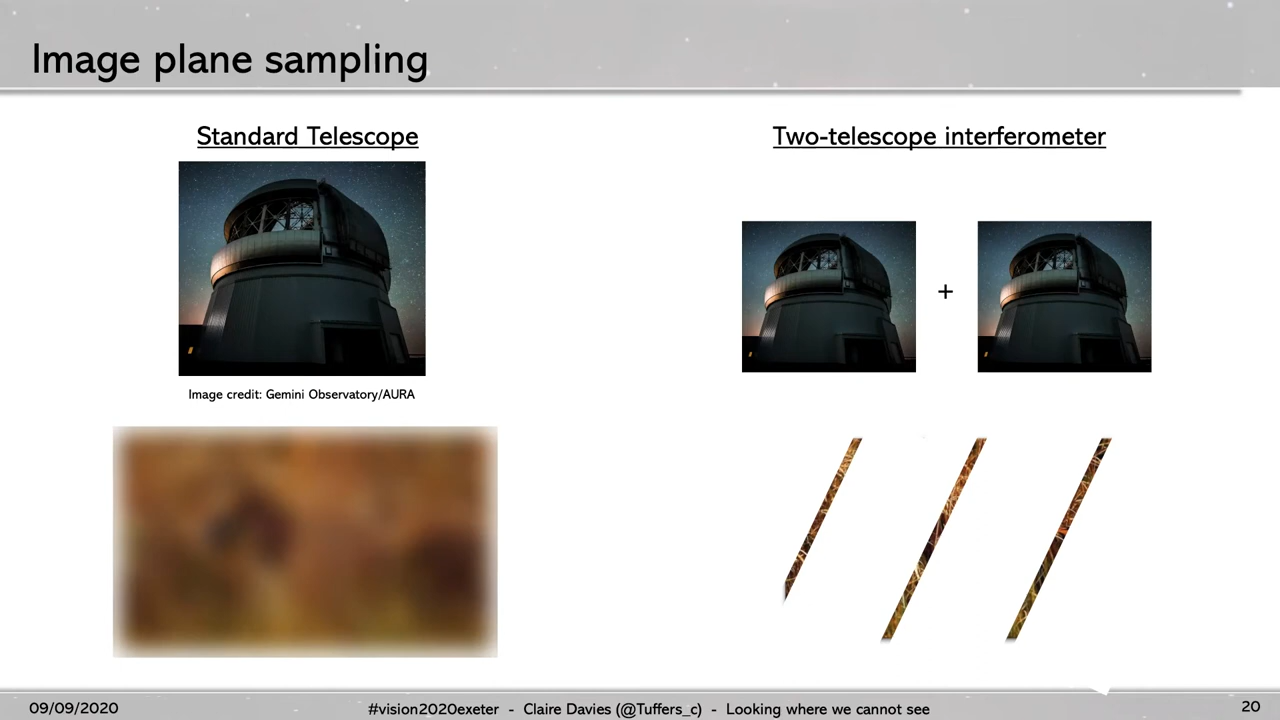 Image plane sampling
Standard Telescope
Two-telescope interferometer
+
Image credit: Gemini Observatory/AURA
09/09/2020
#vision2020exeter - Claire Davies (@Tuffers_c) - Looking where we cannot see
20